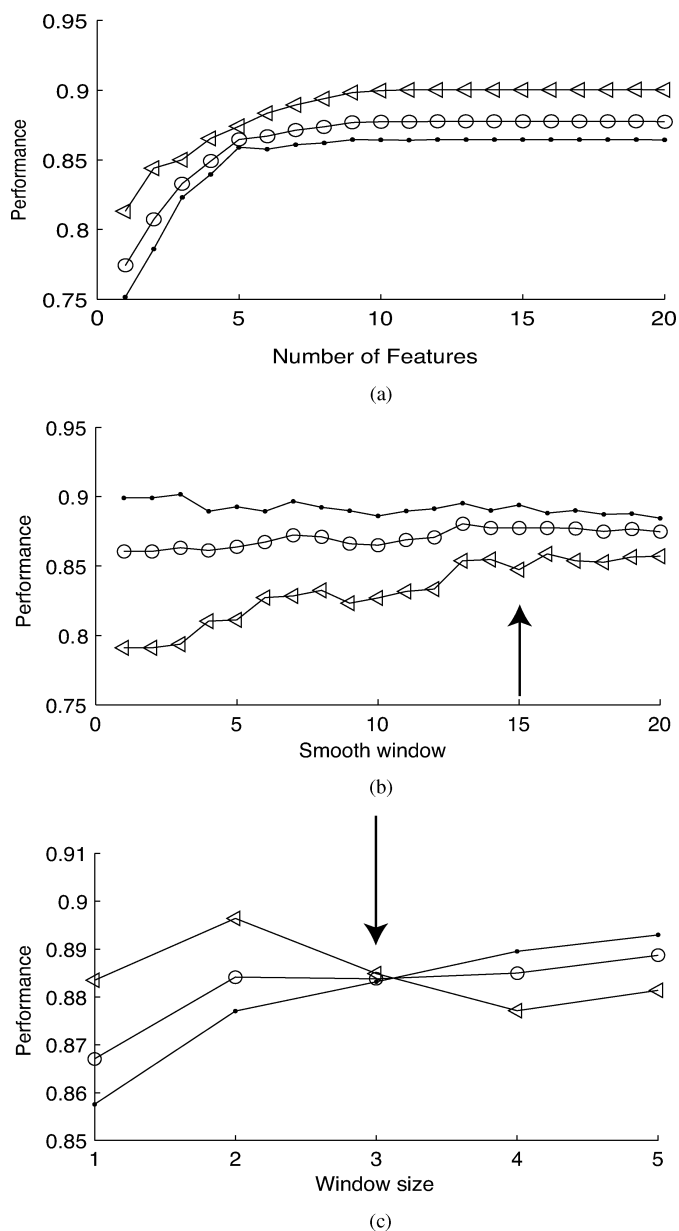 0.95
0.9
0.85
0.8
0.75
Performance
0 5 10 15 20
Number of Features
(a)
0.95
0.9
0.85
0.8
0.75
Performance
0 5 10 15 20
Smooth window
(b)
0.91
0.9
0.89
0.88
0.87
0.86
0.85
Performance
1 2 3 4 5
Window size
(c)